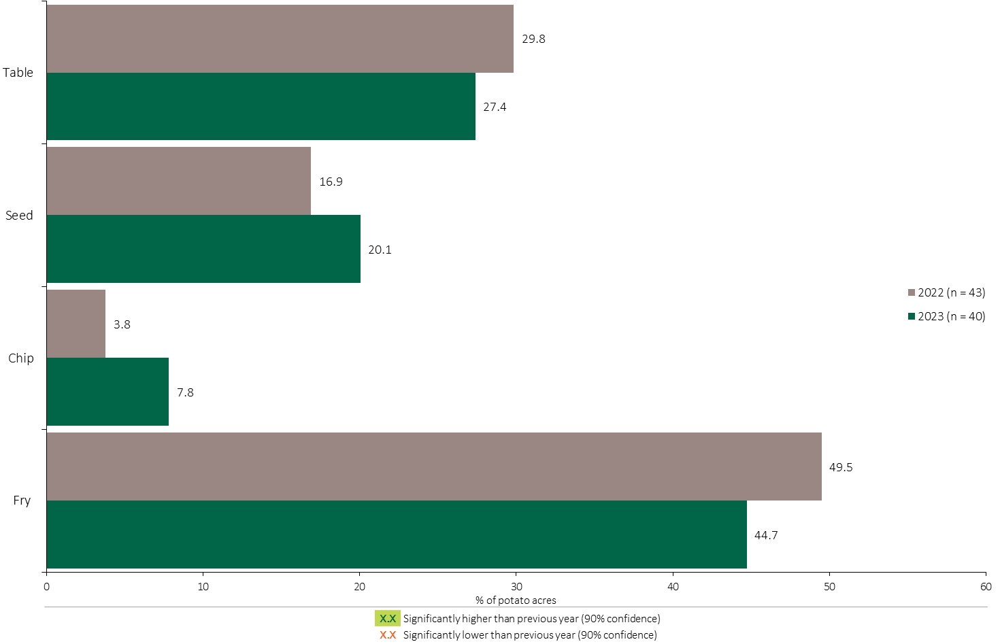 29.8
Table
27.4
16.9
Seed
20.1
2022 (n = 43)
2023 (n = 40)
3.8
Chip
7.8
49.5
Fry
44.7
0 10 20 30 40 50 60
% of potato acres
X.X Significantly higher than previous year (90% confidence)
X.X Significantly lower than previous year (90% confidence)